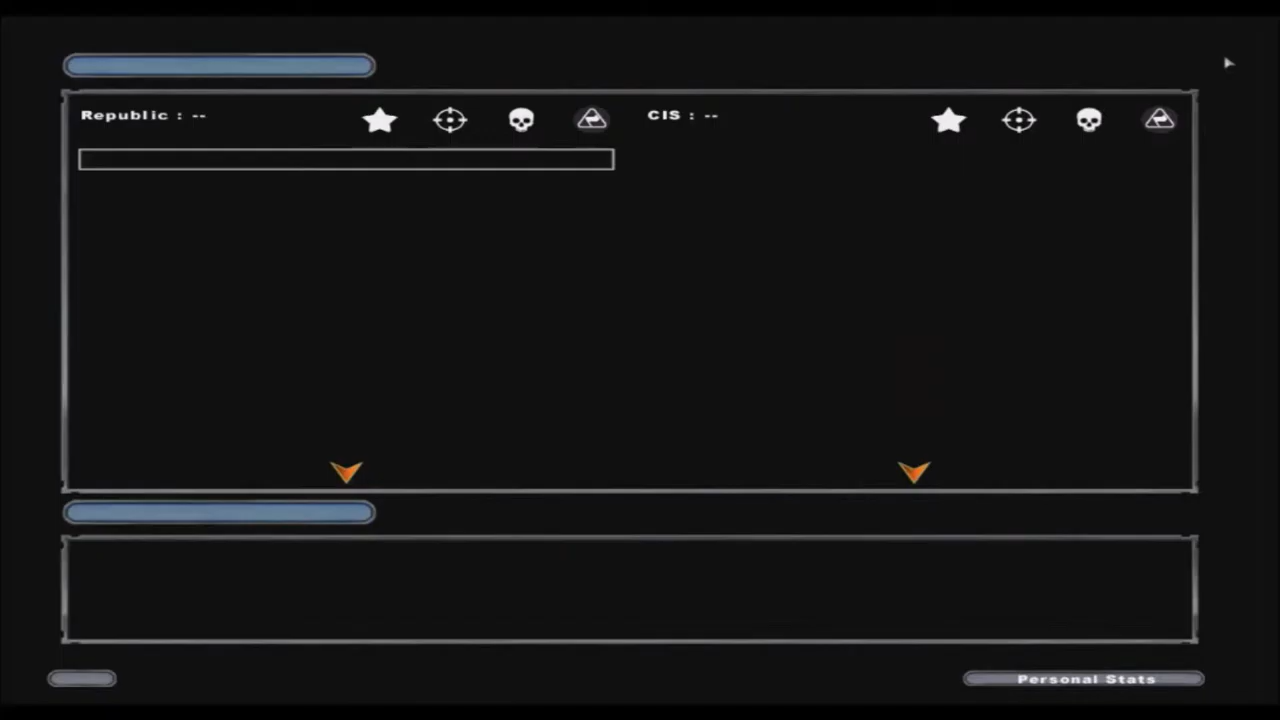 Republic : --
CIS : --
Personal Stats